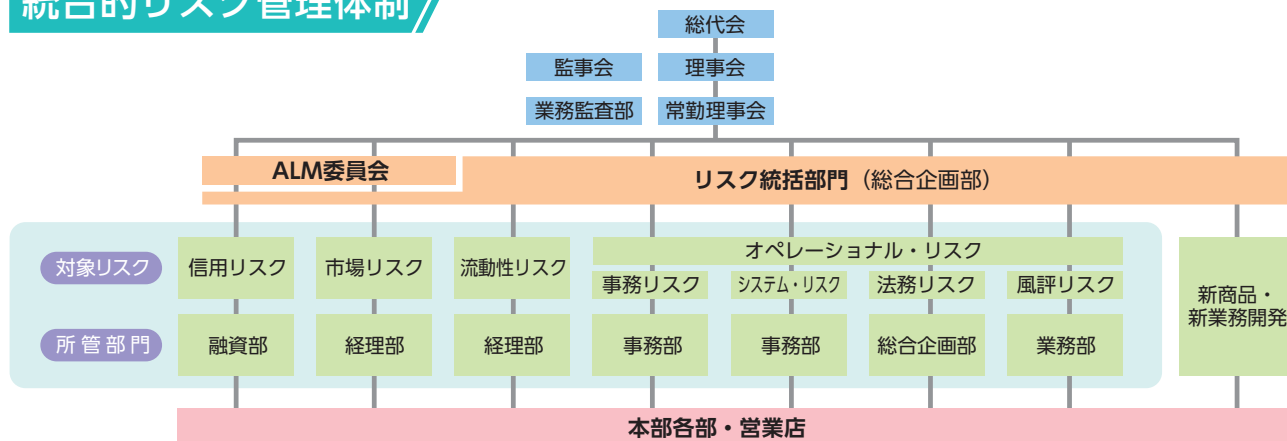 統合的リスク管理体制
総代会
監事会
理事会
業務監査部
常勤理事会
ALM委員会
リスク統括部門（総合企画部）
対象リスク
信用リスク
市場リスク
流動性リスク
オペレーショナル・リスク
事務リスク
システム・リスク
法務リスク
風評リスク
新商品・
新業務開発
所管部門
融資部
経理部
経理部
事務部
事務部
総合企画部
業務部
本部各部・営業店